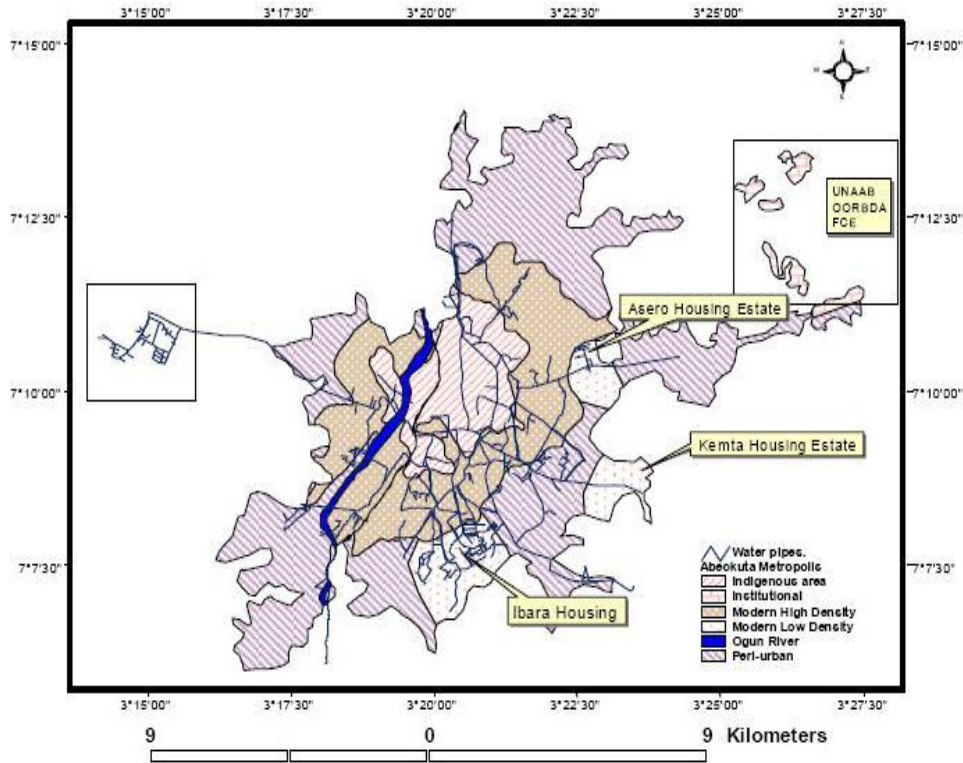 3°15'00" 3°17'30" 3°20'00" 3°22'30" 3°25'00" 3°27'30"
7°15'00" 7°15'00"
N
W E
S
UNAAB
OORBDA
FCE
7°12'30" 7°12'30"
Asero Housing Estate
7°10'00" 7°10'00"
Kemta Housing Estate
7°7'30" 7°7'30"
Ibara Housing
Water pipes.
Abeokuta Metropolis
Indigenous area
Institutional
Modern High Density
Modern Low Density
Ogun River
Peri-urban
3°15'00" 3°17'30" 3°20'00" 3°22'30" 3°25'00" 3°27'30"
9 0 9 Kilometers